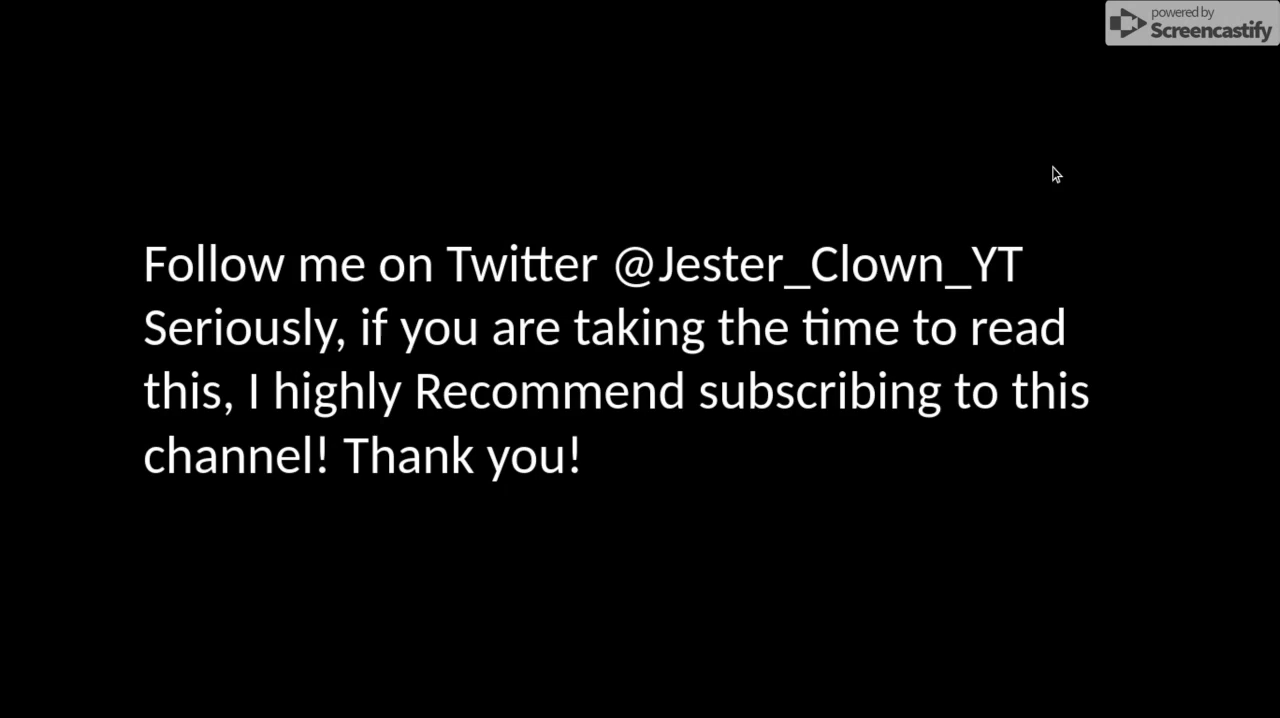 powered by
Screencastify
Follow me on Twitter @Jester_Clown_YT
Seriously, if you are taking the time to read
this, I highly Recommend subscribing to this
channel! Thank you!